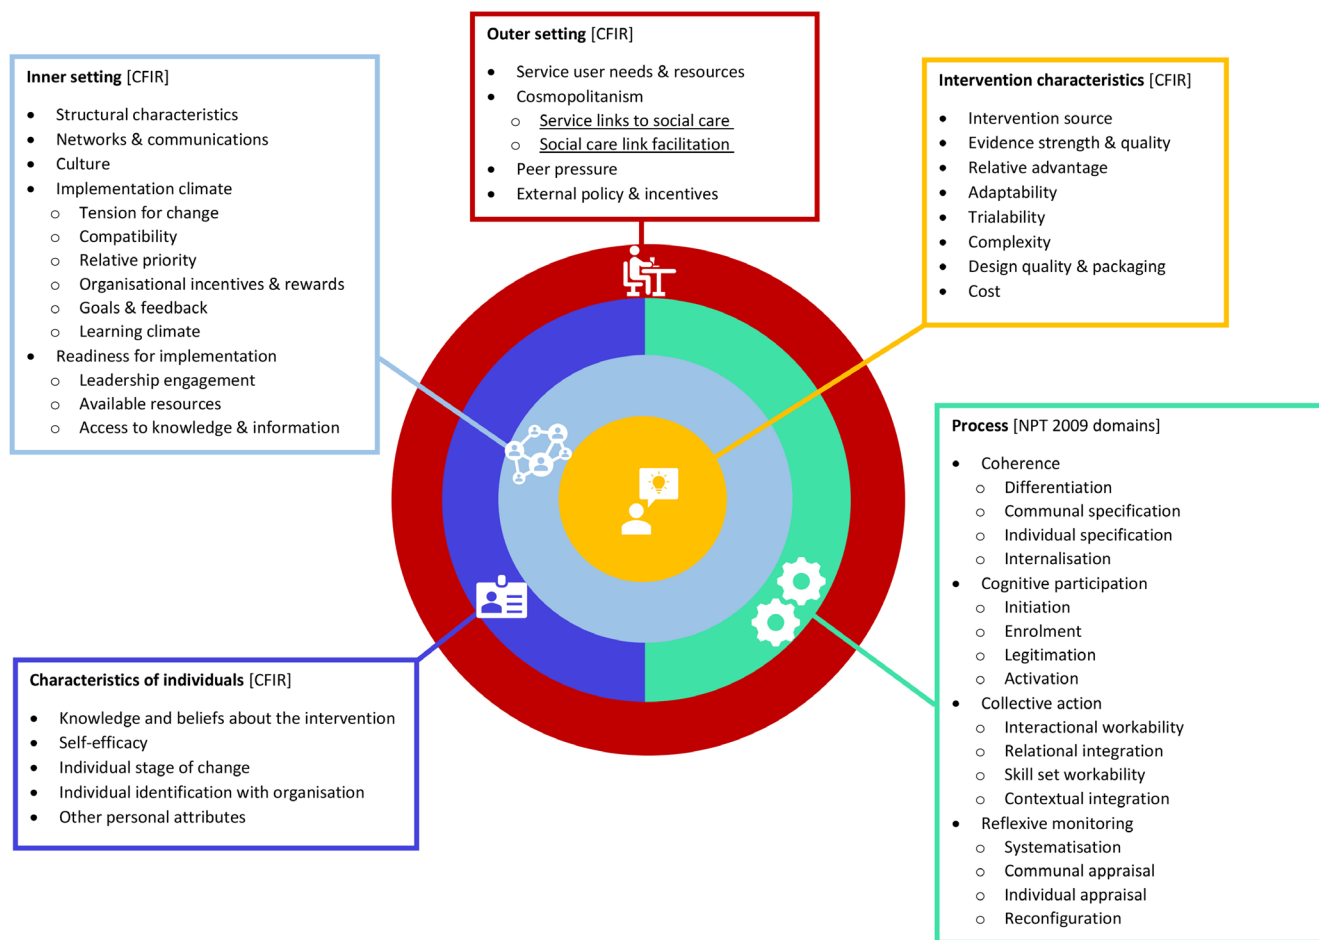 Inner setting [CFIR]
• Structural characteristics
• Networks & communications
• Culture
• Implementation climate
o Tension for change
o Compatibility
o Relative priority
o Organisational incentives & rewards
o Goals & feedback
o Learning climate
• Readiness for implementation
o Leadership engagement
o Available resources
o Access to knowledge & information
Outer setting [CFIR]
• Service user needs & resources
• Cosmopolitanism
o Service links to social care
o Social care link facilitation
• Peer pressure
• External policy & incentives
Intervention characteristics [CFIR]
• Intervention source
• Evidence strength & quality
• Relative advantage
• Adaptability
• Trialability
• Complexity
• Design quality & packaging
• Cost
Characteristics of individuals [CFIR]
• Knowledge and beliefs about the intervention
• Self-efficacy
• Individual stage of change
• Individual identification with organisation
• Other personal attributes
Process [NPT 2009 domains]
• Coherence
o Differentiation
o Communal specification
o Individual specification
o Internalisation
• Cognitive participation
o Initiation
o Enrolment
o Legitimation
o Activation
• Collective action
o Interactional workability
o Relational integration
o Skill set workability
o Contextual integration
• Reflexive monitoring
o Systematisation
o Communal appraisal
o Individual appraisal
o Reconfiguration